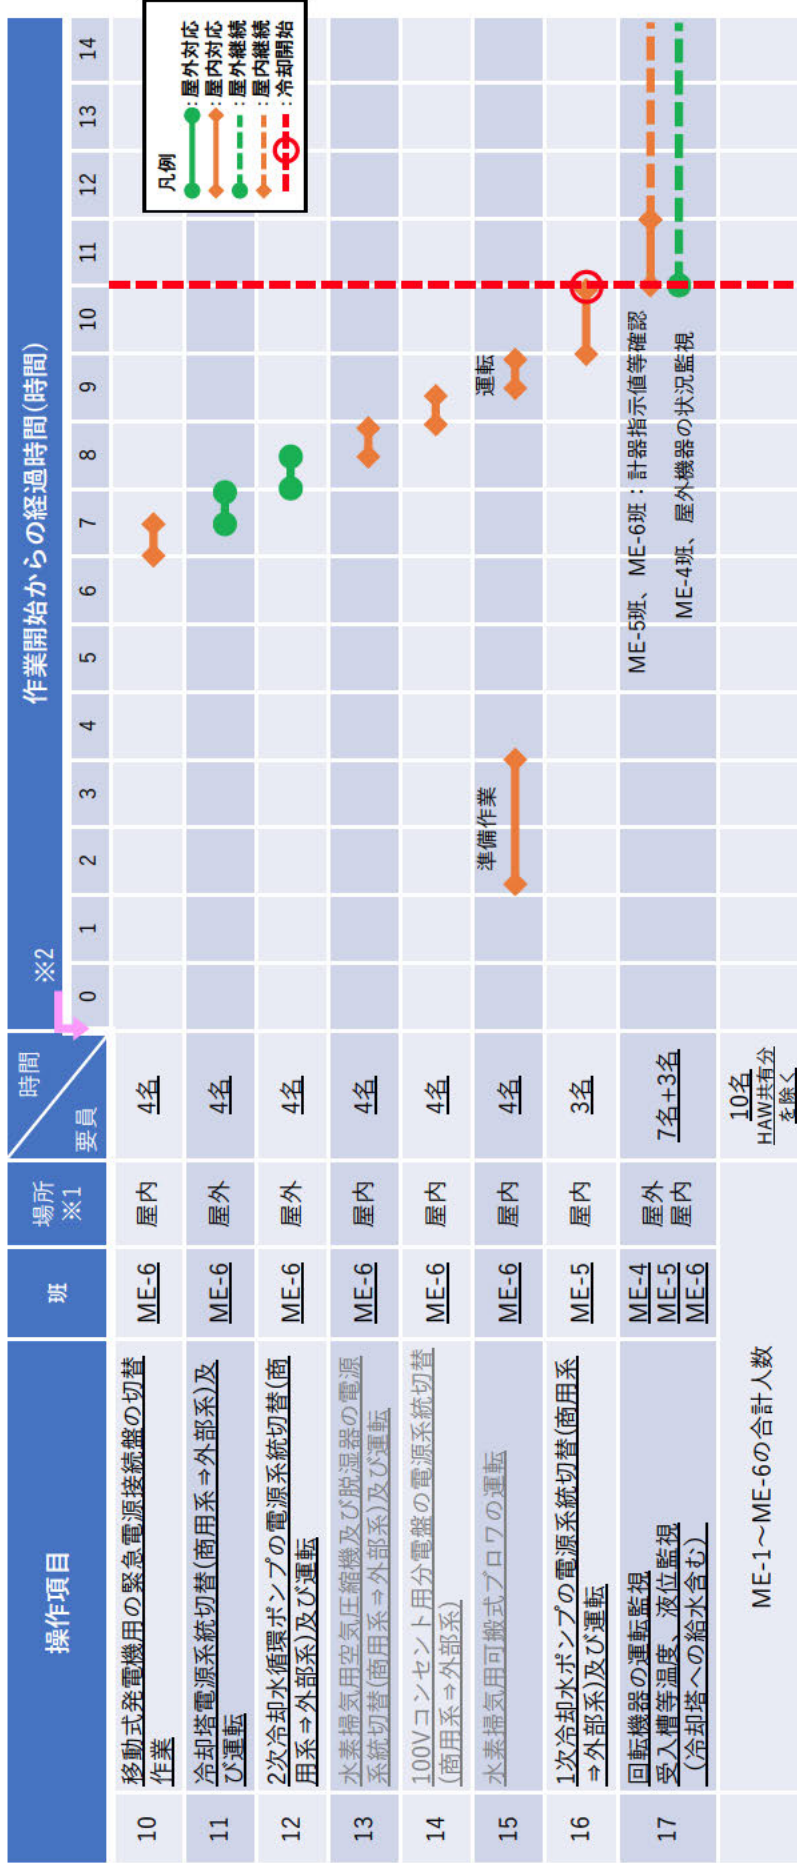 操作項目
班
場所
※1
時間
要員
作業開始からの経過時間(時間)
※2
0 1 2 3 4 5 6 7 8 9 10 11 12 13 14
10
移動式発電機用の緊急電源接続盤の切替
作業
ME-6
屋内
4名
11
冷却塔電源系統切替(商用系⇒外部系)及
び運転
ME-6
屋外
4名
12
2次冷却水循環ポンプの電源系統切替(商
用系⇒外部系)及び運転
ME-6
屋外
4名
13
水素掃気用空気圧縮機及び脱湿器の電源
系統切替(商用系⇒外部系)及び運転
ME-6
屋内
4名
14
100Vコンセント用分電盤の電源系統切替
(商用系⇒外部系)
ME-6
屋内
4名
15
水素掃気用可搬式ブロワの運転
ME-6
屋内
4名
準備作業
運転
16
1次冷却水ポンプの電源系統切替(商用系
⇒外部系)及び運転
ME-5
屋内
3名
17
回転機器の運転監視
受入槽等温度、液位監視
(冷却塔への給水含む)
ME-4
ME-5
ME-6
屋外
屋内
7名+3名
ME-5班、ME-6班：計器指示値等確認
ME-4班、屋外機器の状況監視
ME-1～ME-6の合計人数
10名
HAW共有分
を除く
凡例
:屋外対応
:屋内対応
:屋外継続
:屋内継続
:冷却開始